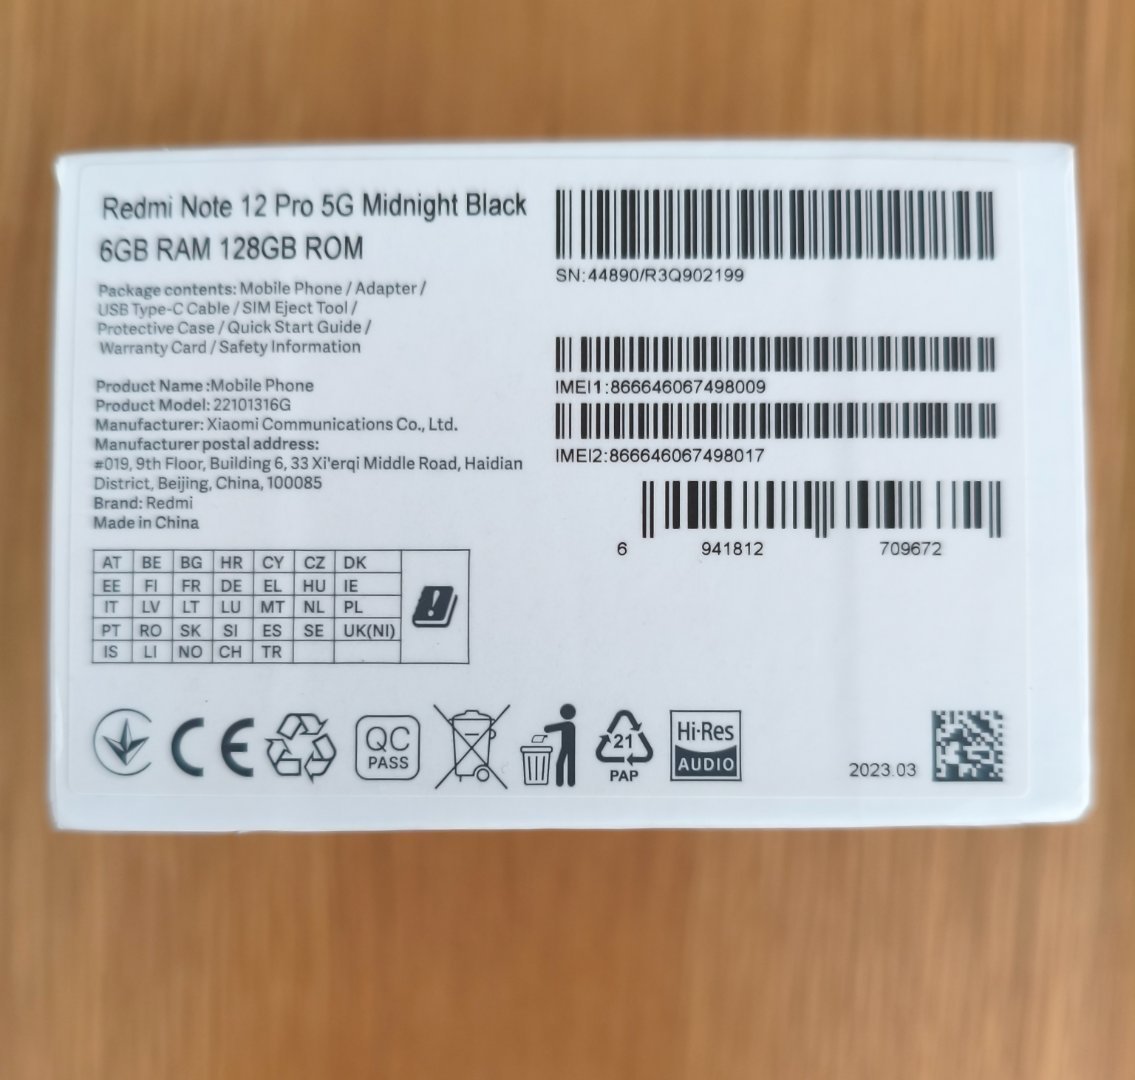 Redmi Note 12 Pro 5G Midnight Black
6GB RAM 128GB ROM
Package contents: Mobile Phone / Adapter /
USB Type-C Cable / SIM Eject Tool /
Protective Case / Quick Start Guide /
Warranty Card / Safety Information
Product Name :Mobile Phone
Product Model: 22101316G
Manufacturer: Xiaomi Communications Co., Ltd.
Manufacturer postal address:
#019, 9th Floor, Building 6, 33 Xi'erqi Middle Road, Haidian
District, Beijing, China, 100085
Brand: Redmi
Made in China
AT BE BG HR CY CZ DK
EE FI FR DE EL HU IE
IT LV LT LU MT NL PL
PT RO SK SI ES SE UK(NI)
IS LI NO CH TR
SN:44890/R3Q902199
IMEI1:866646067498009
IMEI2:866646067498017
6 941812 709672
CE
QC
PASS
21
PAP
Hi-Res
AUDIO
2023.03